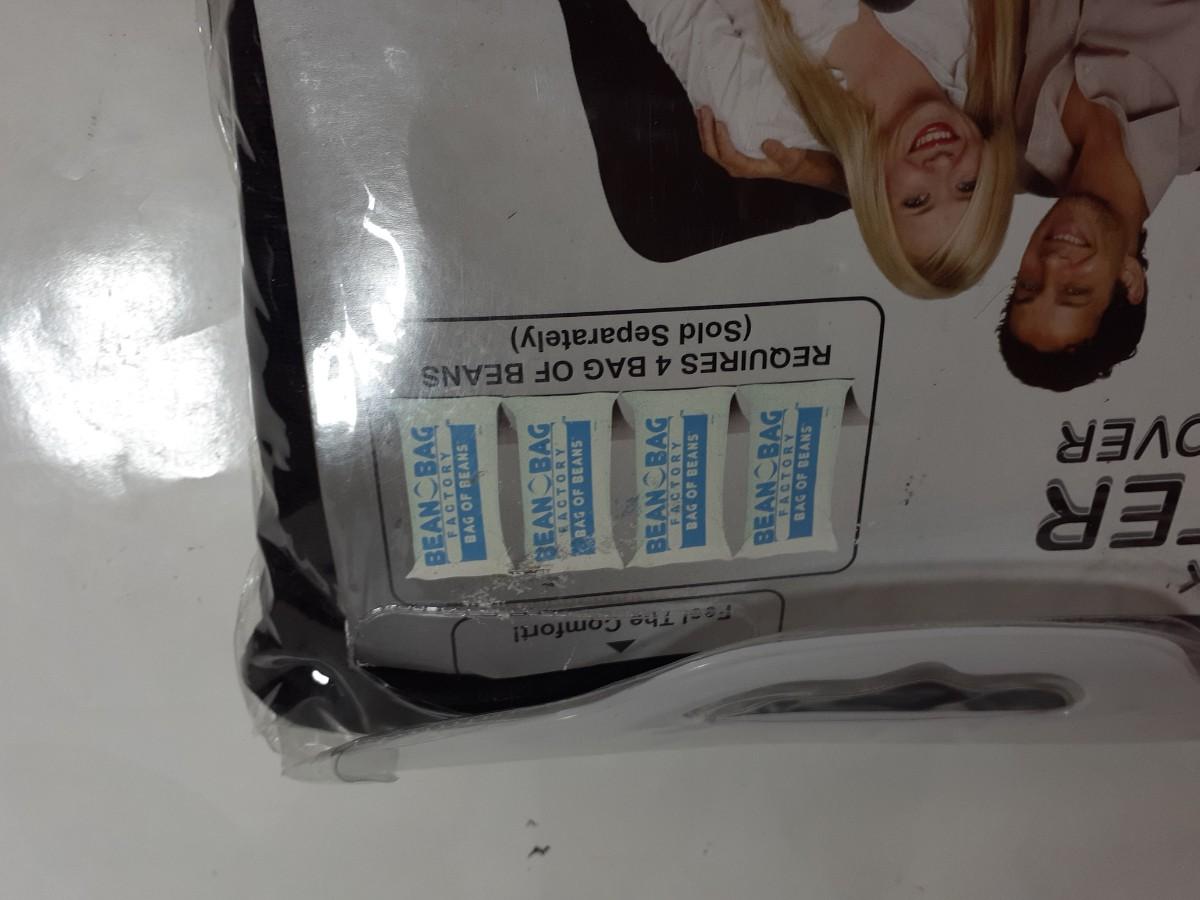 Feel The Comfort!
BEAN BAG
FACTORY
BAG OF BEANS
BEAN BAG
FACTORY
BAG OF BEANS
BEAN BAG
FACTORY
BAG OF BEANS
BEAN BAG
FACTORY
BAG OF BEANS
REQUIRES 4 BAG OF BEANS
(Sold Separately)
TER
OVER